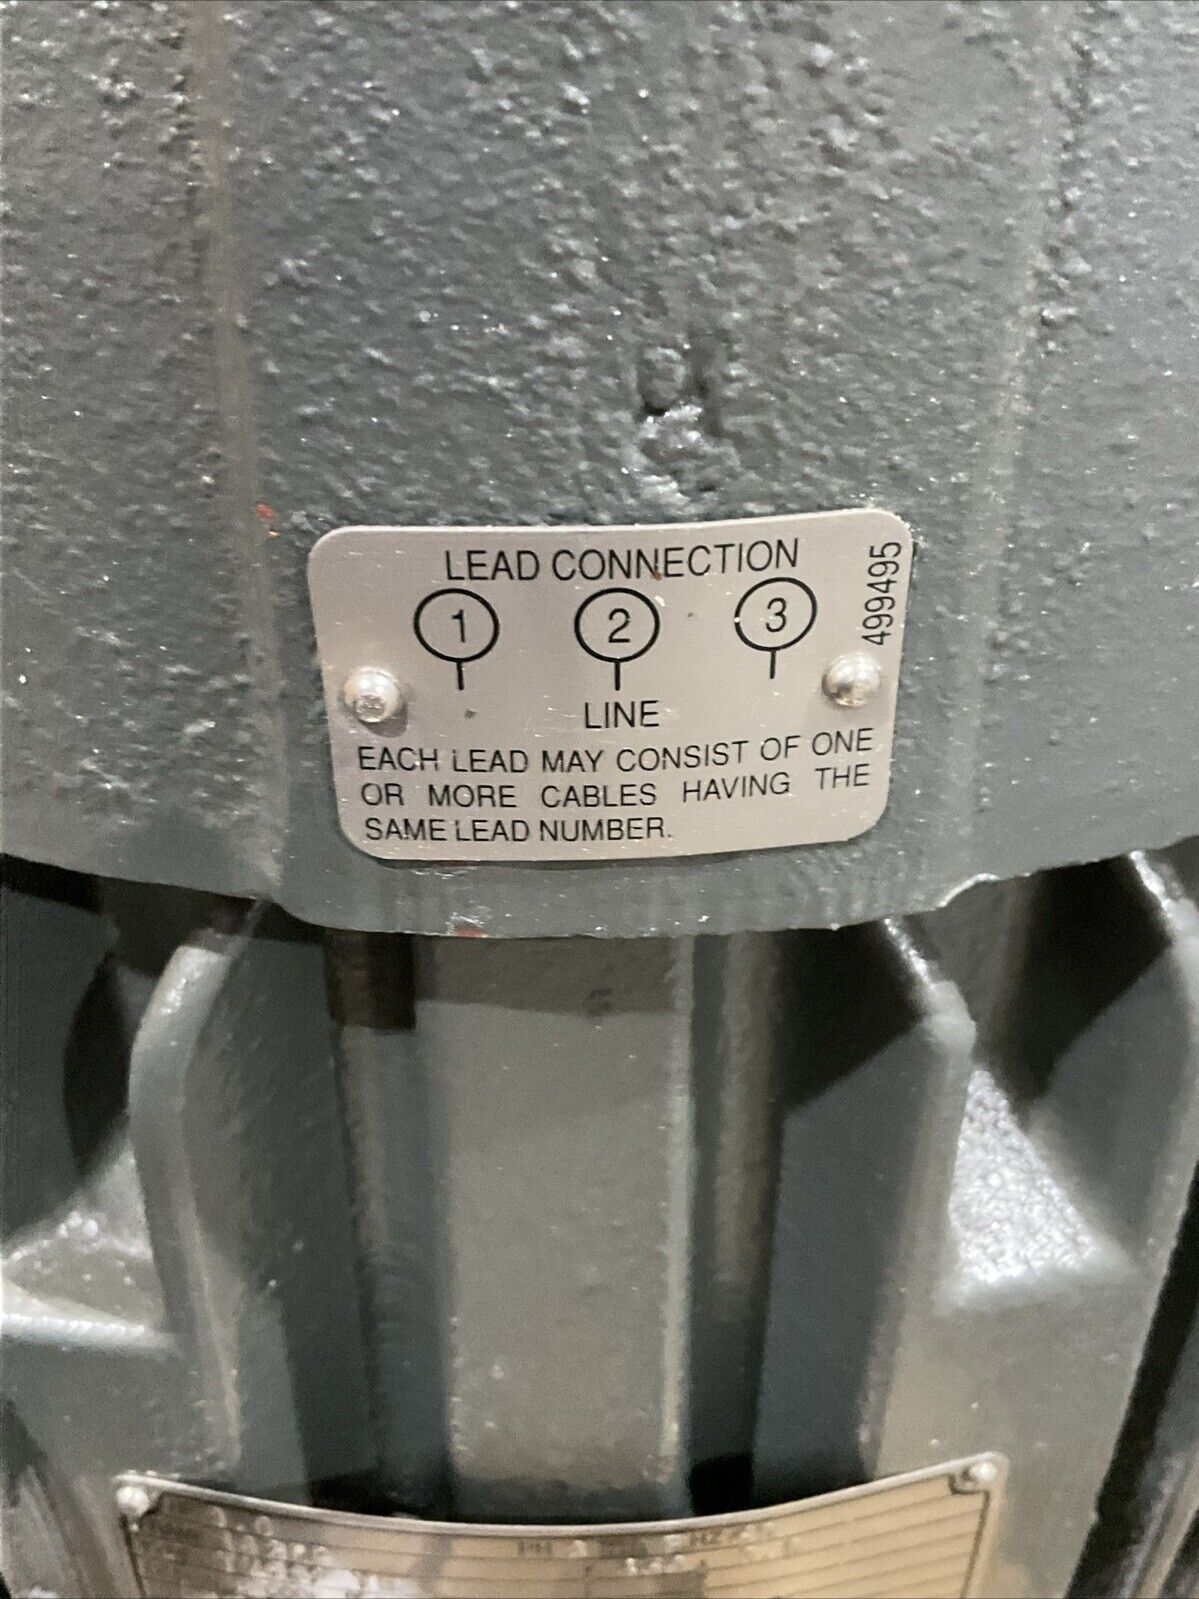 LEAD CONNECTION
1 2 3
499495
LINE
EACH LEAD MAY CONSIST OF ONE
OR MORE CABLES HAVING THE
SAME LEAD NUMBER.